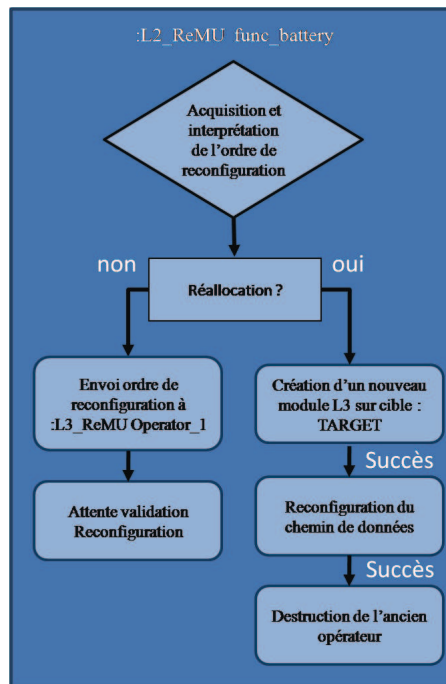 :L2_ReMU func_battery
Acquisition et
interprétation
de l'ordre de
reconfiguration
non
oui
Réallocation ?
Envoi ordre de
reconfiguration à
:L3_ReMU Operator_1
Création d'un nouveau
module L3 sur cible :
TARGET
Succès
Attente validation
Reconfiguration
Reconfiguration du
chemin de données
Succès
Destruction de l'ancien
opérateur